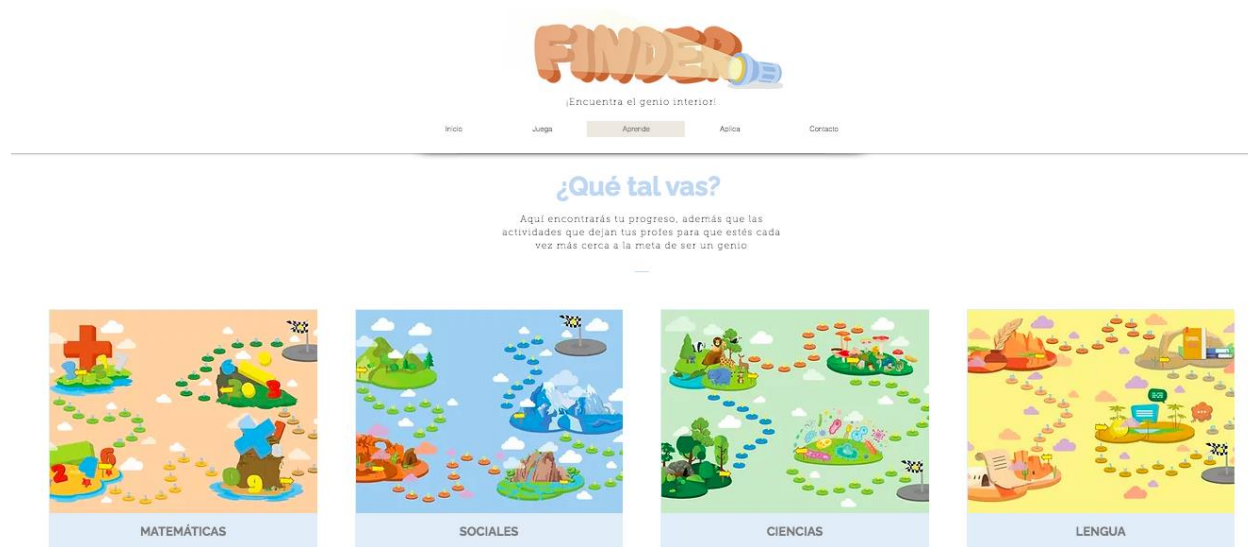 FINDER
¡Encuentra el genio interior!
Inicio Juega Aprende Aplica Contacto
¿Qué tal vas?
Aquí encontrarás tu progreso, además que las
actividades que dejan tus profes para que estés cada
vez más cerca a la meta de ser un genio
MATEMÁTICAS
SOCIALES
CIENCIAS
LENGUA